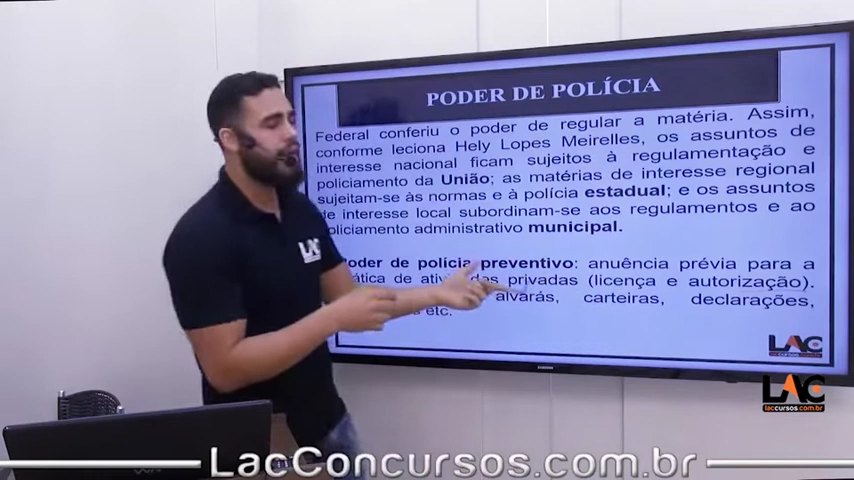 PODER DE POLÍCIA
Federal conferiu o poder de regular a matéria. Assim,
conforme leciona Hely Lopes Meirelles, os assuntos de
interesse nacional ficam sujeitos à regulamentação e
policiamento da União; as matérias de interesse regional
sujeitam-se às normas e à polícia estadual; e os assuntos
de interesse local subordinam-se aos regulamentos e ao
policiamento administrativo municipal.
de polícia preventivo: anuência prévia para a
de privadas (licença e autorização).
alvarás, carteiras, declarações,
etc.
LAC
LAC
LAC
laccursos.com.br
LacConcursos.com.br